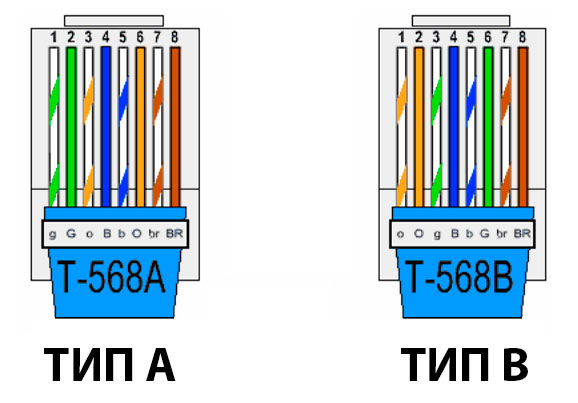 1 2 3 4 5 6 7 8
g G o B b O br BR
T-568A
ТИП А
1 2 3 4 5 6 7 8
o O g B b G br BR
T-568B
ТИП В